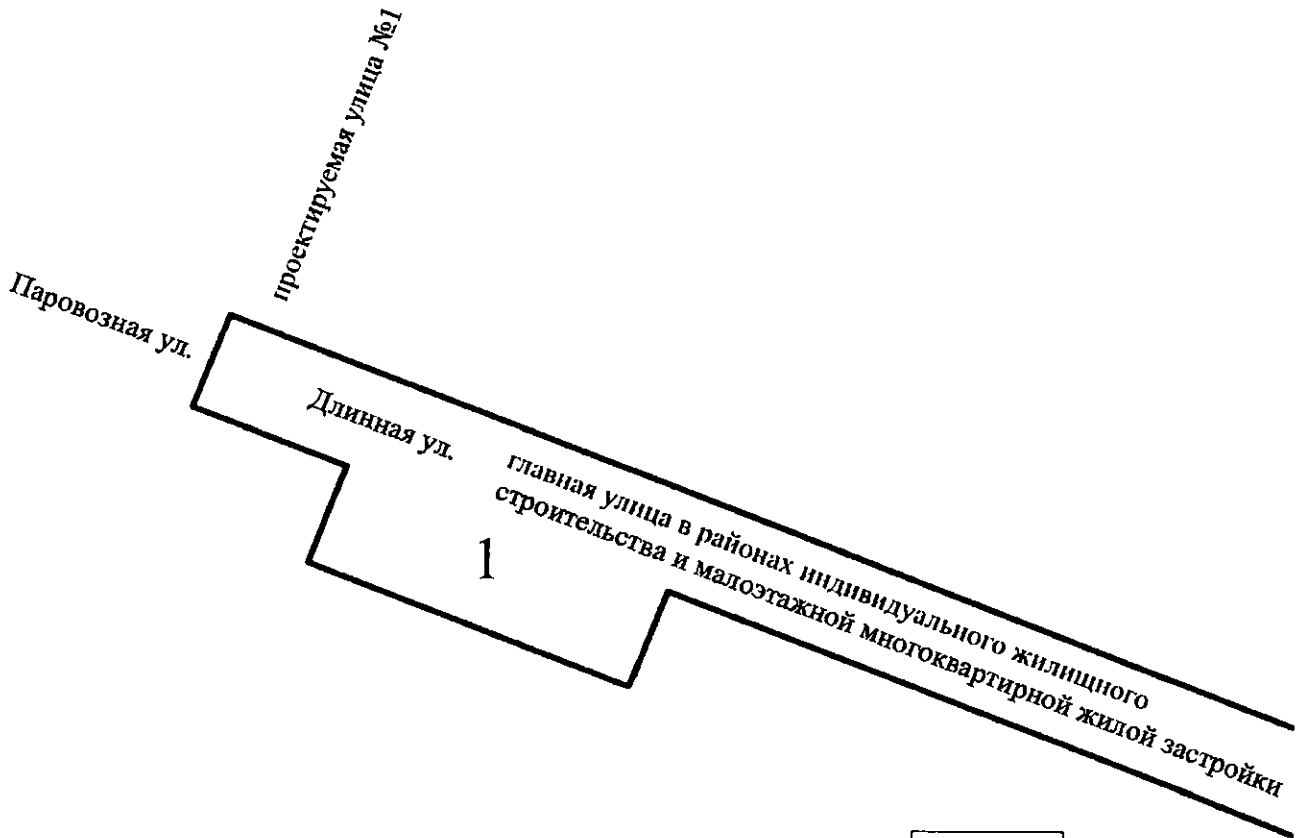 проектируемая улица №1
Паровозная ул.
Длинная ул.
главная улица в районах индивидуального жилищного
строительства и малоэтажной многоквартирной жилой застройки
1